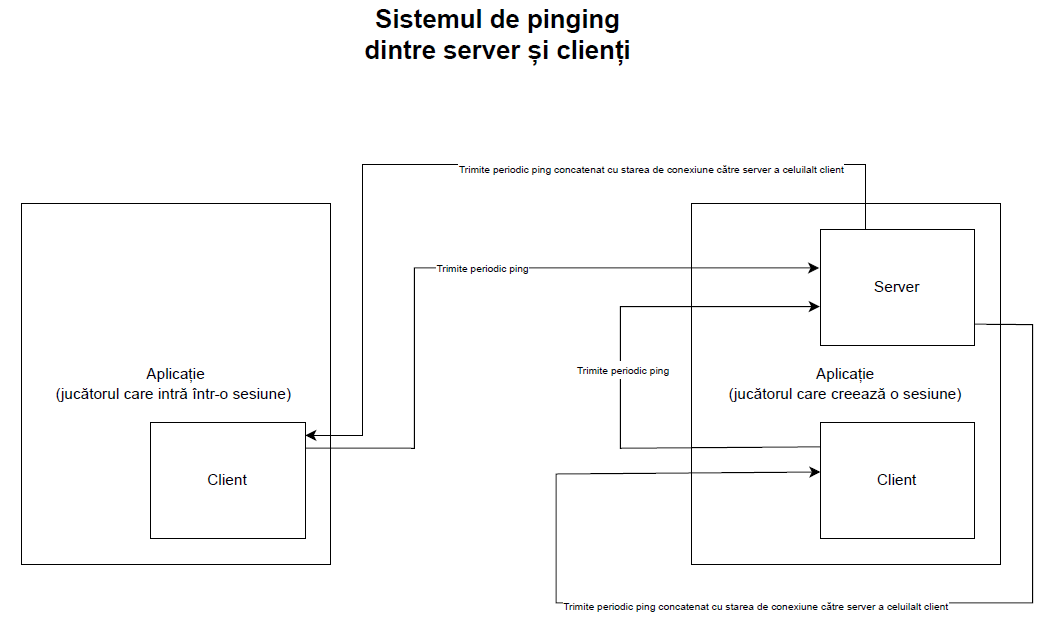 Sistemul de pinging
dintre server și clienți
Trimite periodic ping concatenat cu starea de conexiune către server a celuilalt client
Trimite periodic ping
Server
Trimite periodic ping
Aplicație
(jucătorul care intră într-o sesiune)
Aplicație
(jucătorul care creează o sesiune)
Client
Client
Trimite periodic ping concatenat cu starea de conexiune către server a celuilalt client